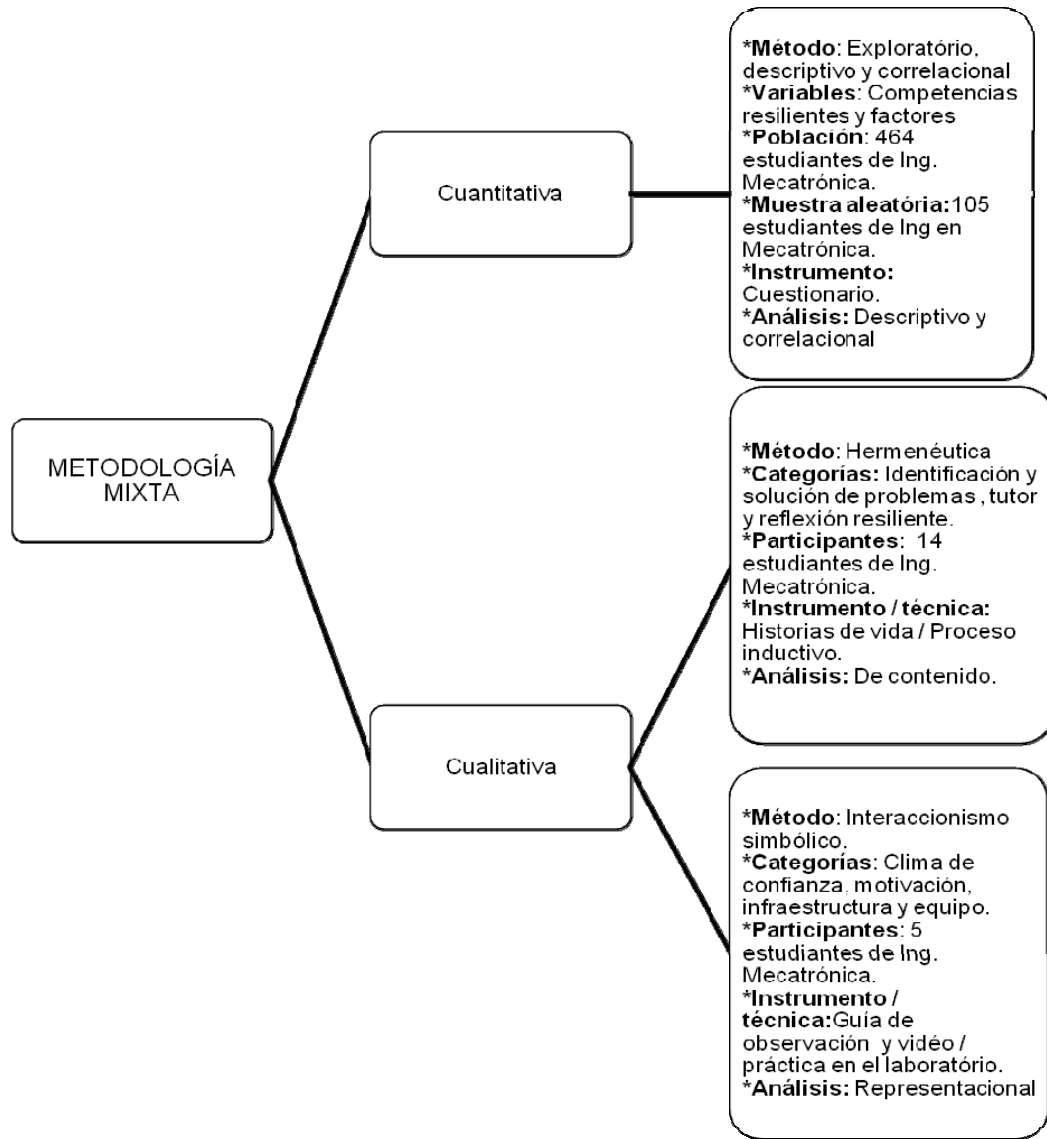 METODOLOGÍA
MIXTA
Cuantitativa
*Método: Exploratório,
descriptivo y correlacional
*Variables: Competencias
resilientes y factores
*Población: 464
estudiantes de Ing.
Mecatrónica.
*Muestra aleatória:105
estudiantes de Ing en
Mecatrónica.
*Instrumento:
Cuestionario.
*Análisis: Descriptivo y
correlacional
Cualitativa
*Método: Hermenéutica
*Categorías: Identificación y
solución de problemas , tutor
y reflexión resiliente.
*Participantes: 14
estudiantes de Ing.
Mecatrónica.
*Instrumento / técnica:
Historias de vida / Proceso
inductivo.
*Análisis: De contenido.
*Método: Interaccionismo
simbólico.
*Categorías: Clima de
confianza, motivación,
infraestructura y equipo.
*Participantes: 5
estudiantes de Ing.
Mecatrónica.
*Instrumento /
técnica:Guía de
observación y vidéo /
práctica en el laboratório.
*Análisis: Representacional